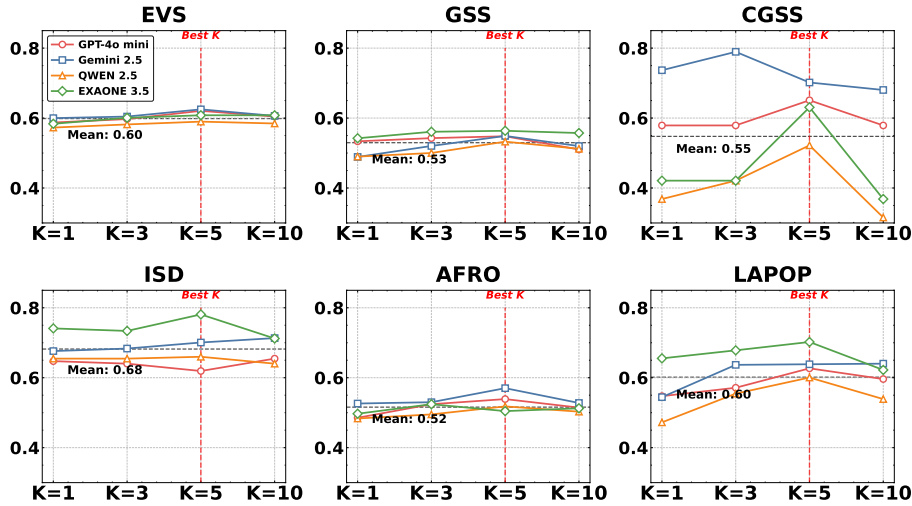 EVS
Best K
0.8
0.6
0.4
GPT-4o mini
Gemini 2.5
QWEN 2.5
EXAONE 3.5
Mean: 0.60
K=1 K=3 K=5 K=10
GSS
Best K
0.8
0.6
0.4
Mean: 0.53
K=1 K=3 K=5 K=10
CGSS
Best K
0.8
0.6
0.4
Mean: 0.55
K=1 K=3 K=5 K=10
ISD
Best K
0.8
0.6
0.4
Mean: 0.68
K=1 K=3 K=5 K=10
AFRO
Best K
0.8
0.6
0.4
Mean: 0.52
K=1 K=3 K=5 K=10
LAPOP
Best K
0.8
0.6
0.4
Mean: 0.60
K=1 K=3 K=5 K=10